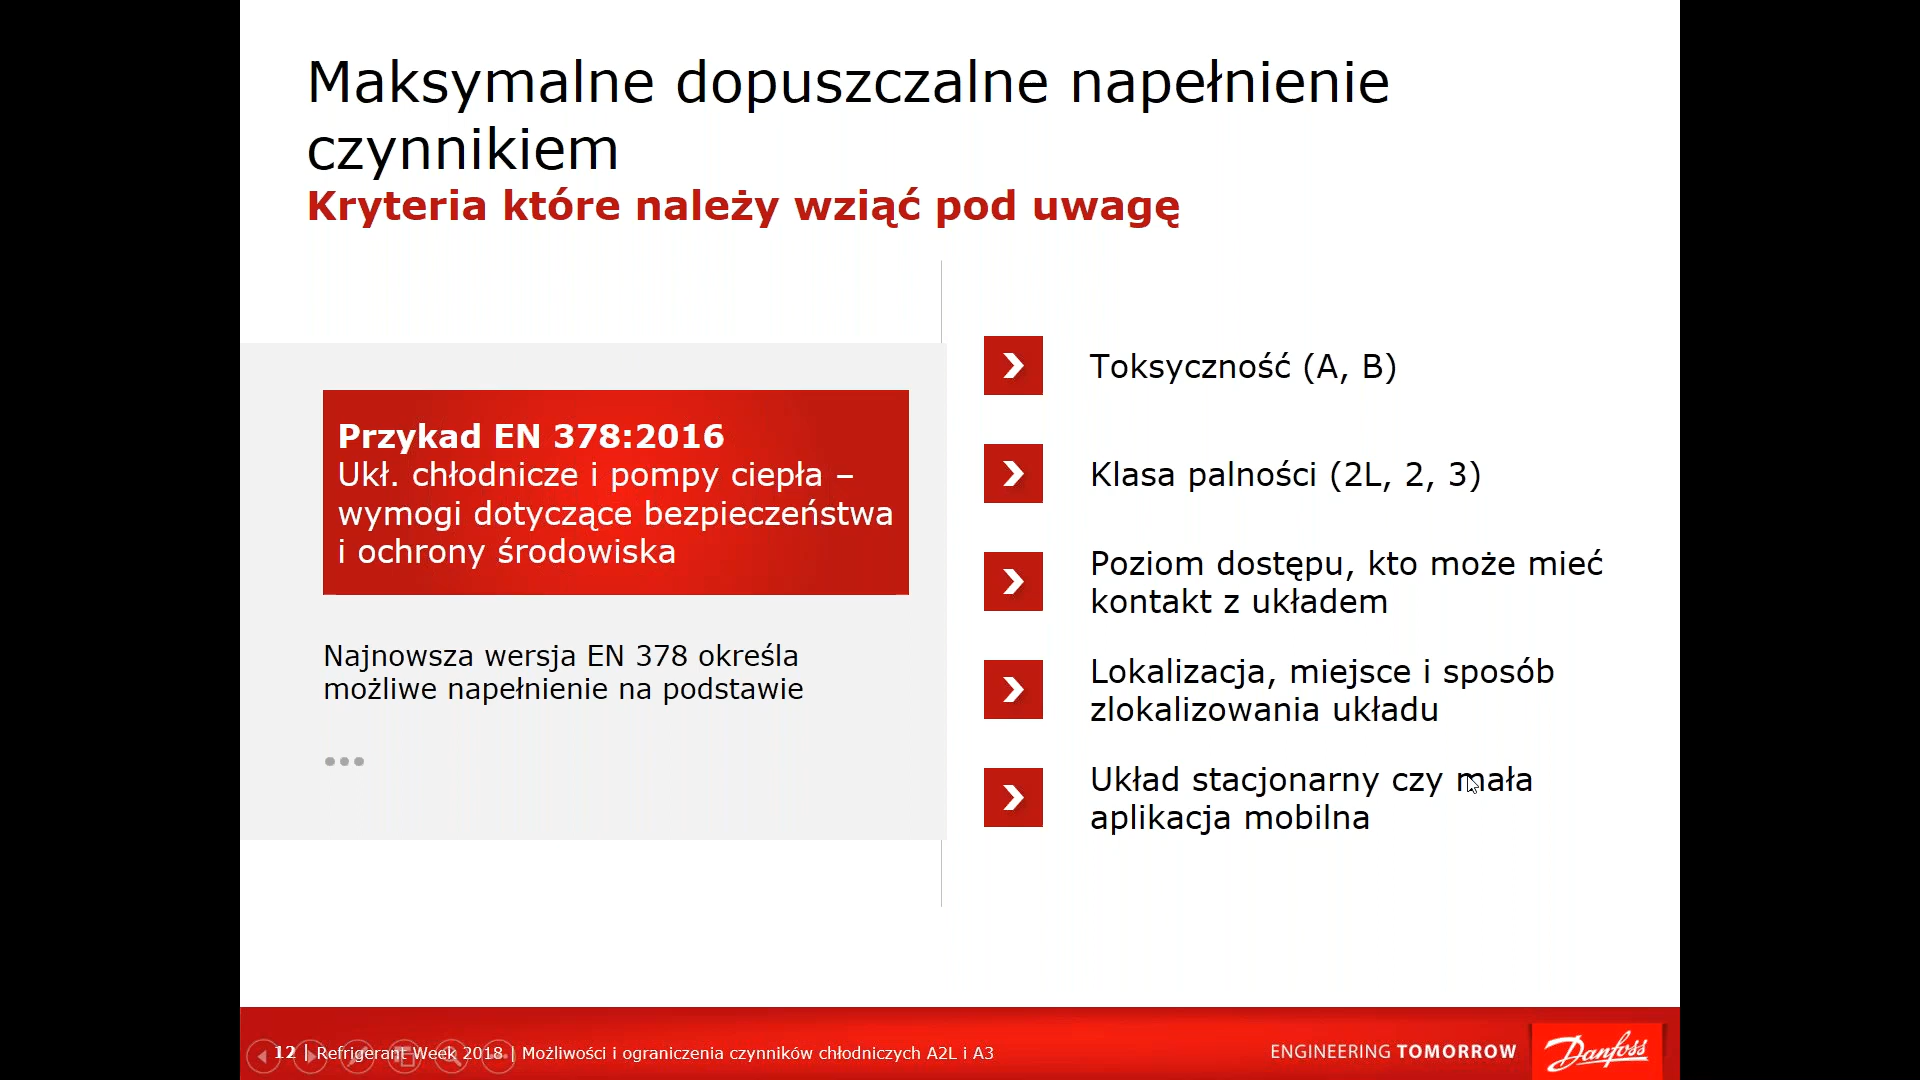 Maksymalne dopuszczalne napełnienie
czynnikiem
Kryteria które należy wziąć pod uwagę
Przykad EN 378:2016
Ukł. chłodnicze i pompy ciepła –
wymogi dotyczące bezpieczeństwa
i ochrony środowiska
Najnowsza wersja EN 378 określa
możliwe napełnienie na podstawie
...
Toksyczność (A, B)
Klasa palności (2L, 2, 3)
Poziom dostępu, kto może mieć
kontakt z układem
Lokalizacja, miejsce i sposób
zlokalizowania układu
Układ stacjonarny czy mała
aplikacja mobilna
12 | Refrigerant Week 2018 | Możliwości i ograniczenia czynników chłodniczych A2L i A3
ENGINEERING TOMORROW
Danfoss